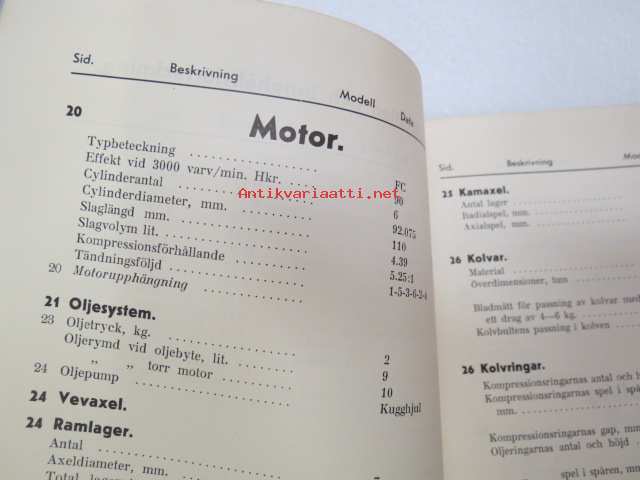 Sid.
Beskrivning
Modell
Data
20
Motor.
Typbeteckning FC
Effekt vid 3000 varv/min. Hkr. 90
Cylinderantal 6
Cylinderdiameter, mm. 92.075
Slaglängd mm. 110
Slagvolym lit. 4.39
Kompressionsförhållande 5.25:1
Tändningsföljd 1-5-3-6-2-4
20 Motorupphängning
21 Oljesystem.
23 Oljetryck, kg. 2
Oljerymd vid oljebyte, lit. 9
„ „ torr motor 10
24 Oljepump Kugghjul
24 Vevaxel.
24 Ramlager.
Antal
Axeldiameter, mm.
Antikvariaatti.net
Sid.
Beskrivning
25 Kamaxel.
Antal lager
Radialspel, mm.
Axialspel, mm.
26 Kolvar.
Material
Överdimensioner, tum
Bladmått för passning av kolvar med
ett drag av 4—6 kg.
Kolvbultens passning i kolven
26 Kolvringar.
Kompressionsringarnas antal och
Kompressionsringarnas spel i spår
mm.
Kompressionsringarnas gap, mm
Oljeringarnas antal och höjd
spel i spåren, mm